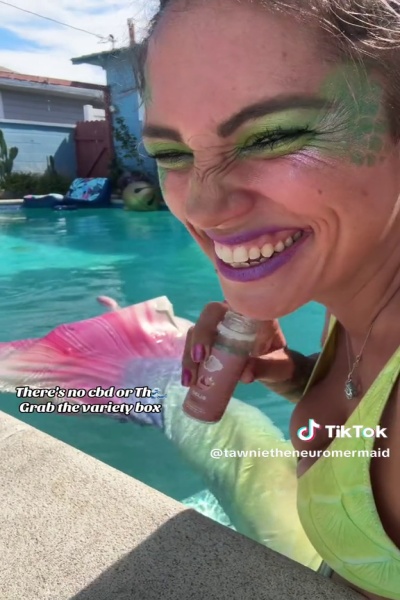 There's no cbd or Th
Grab the variety box
TikTok
@tawnietheneuromermaid